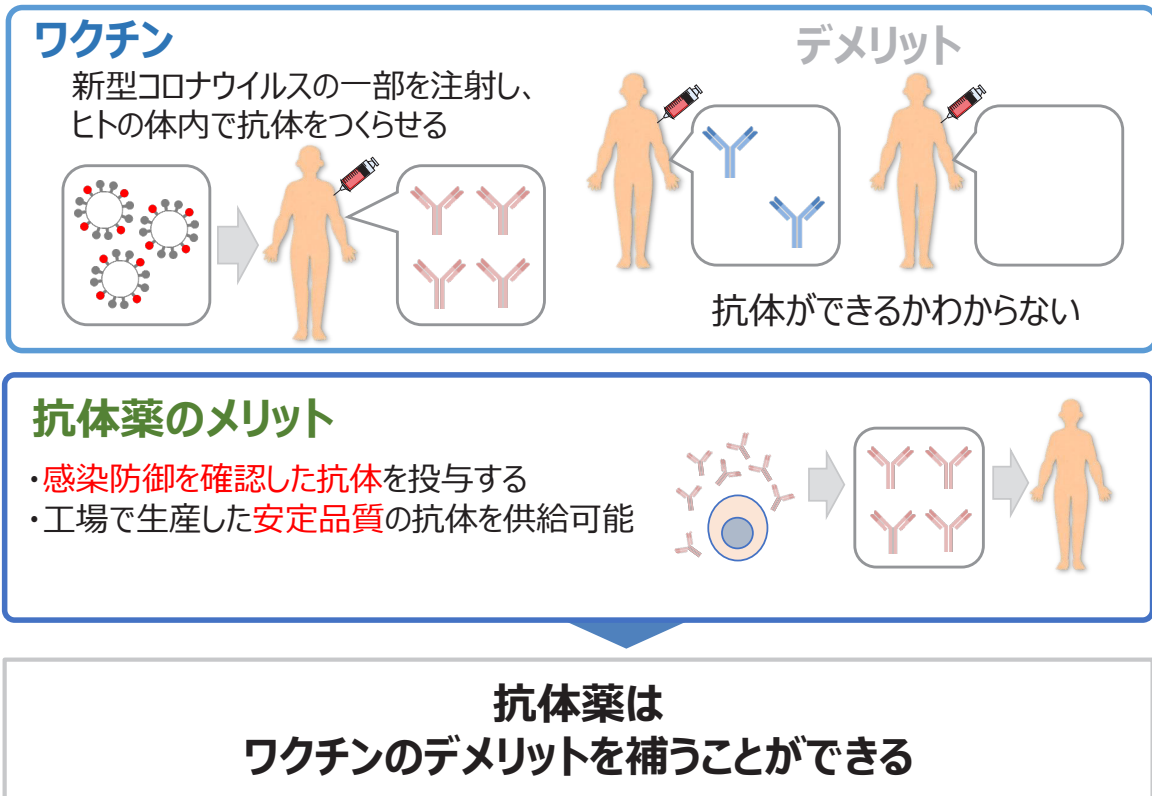 ワクチン
デメリット
新型コロナウイルスの一部を注射し、
ヒトの体内で抗体をつくらせる
抗体ができるかわからない
抗体薬のメリット
・感染防御を確認した抗体を投与する
・工場で生産した安定品質の抗体を供給可能
抗体薬は
ワクチンのデメリットを補うことができる